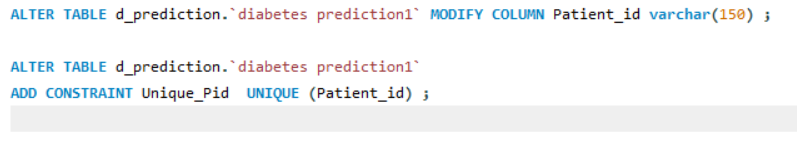 ALTER TABLE d_prediction.`diabetes prediction1` MODIFY COLUMN Patient_id varchar(150) ;
ALTER TABLE d_prediction.`diabetes prediction1`
ADD CONSTRAINT Unique_Pid  UNIQUE (Patient_id) ;